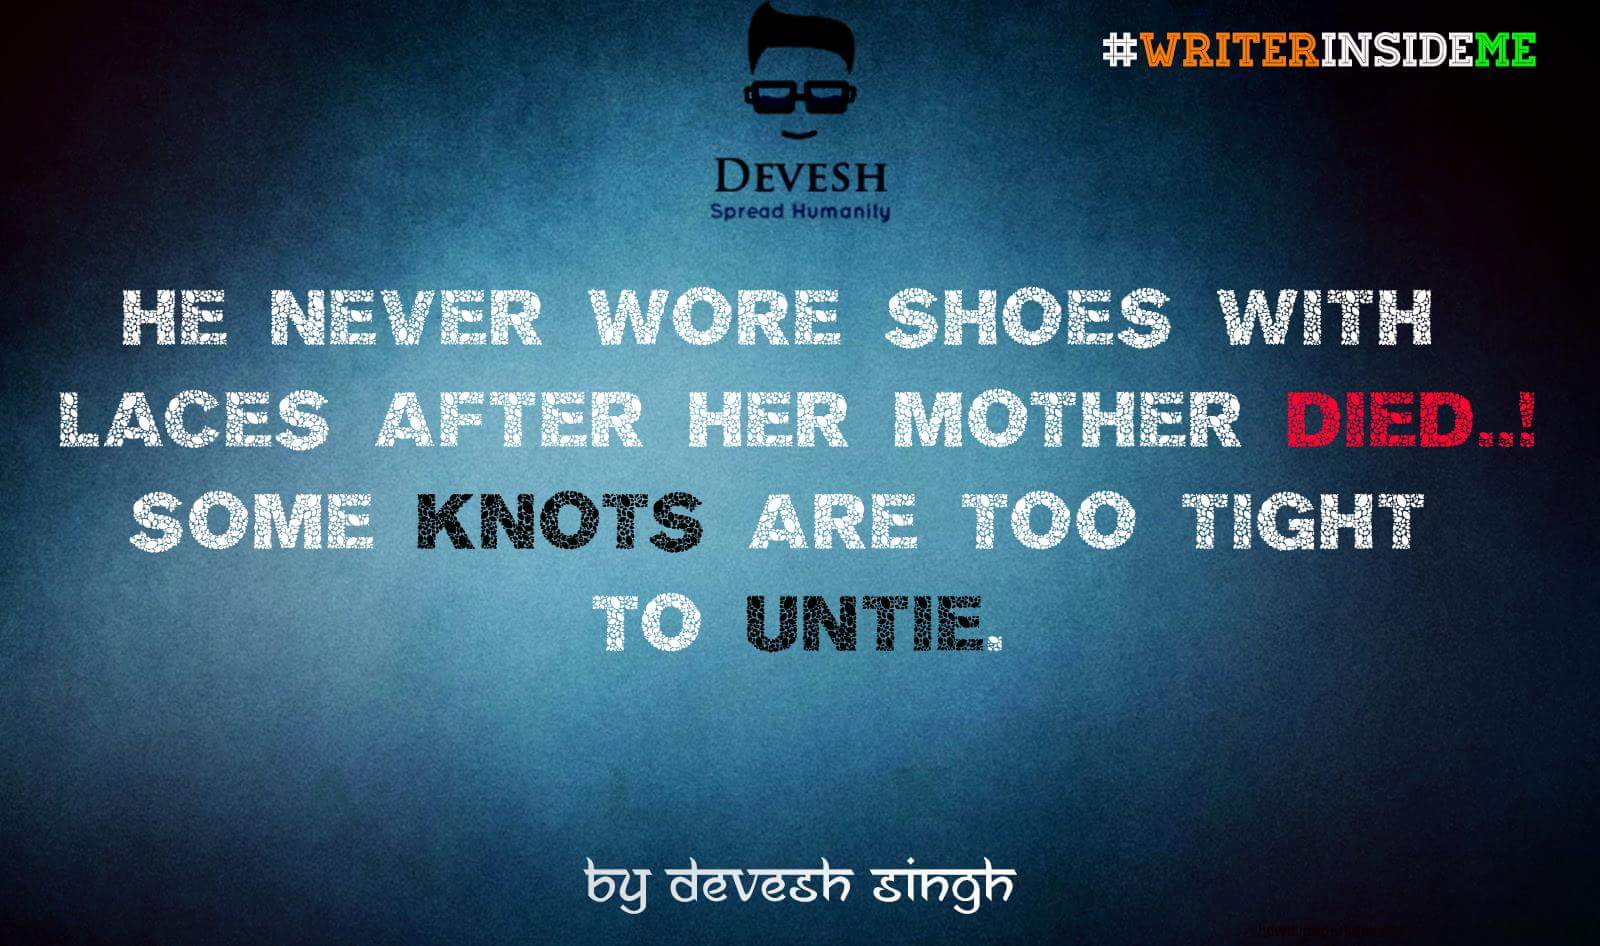 #WRITERINSIDEME
DEVESH
Spread Humanity
HE NEVER WORE SHOES WITH
LACES AFTER HER MOTHER DIED..!
SOME KNOTS ARE TOO TIGHT
TO UNTIE.
by devesh singh